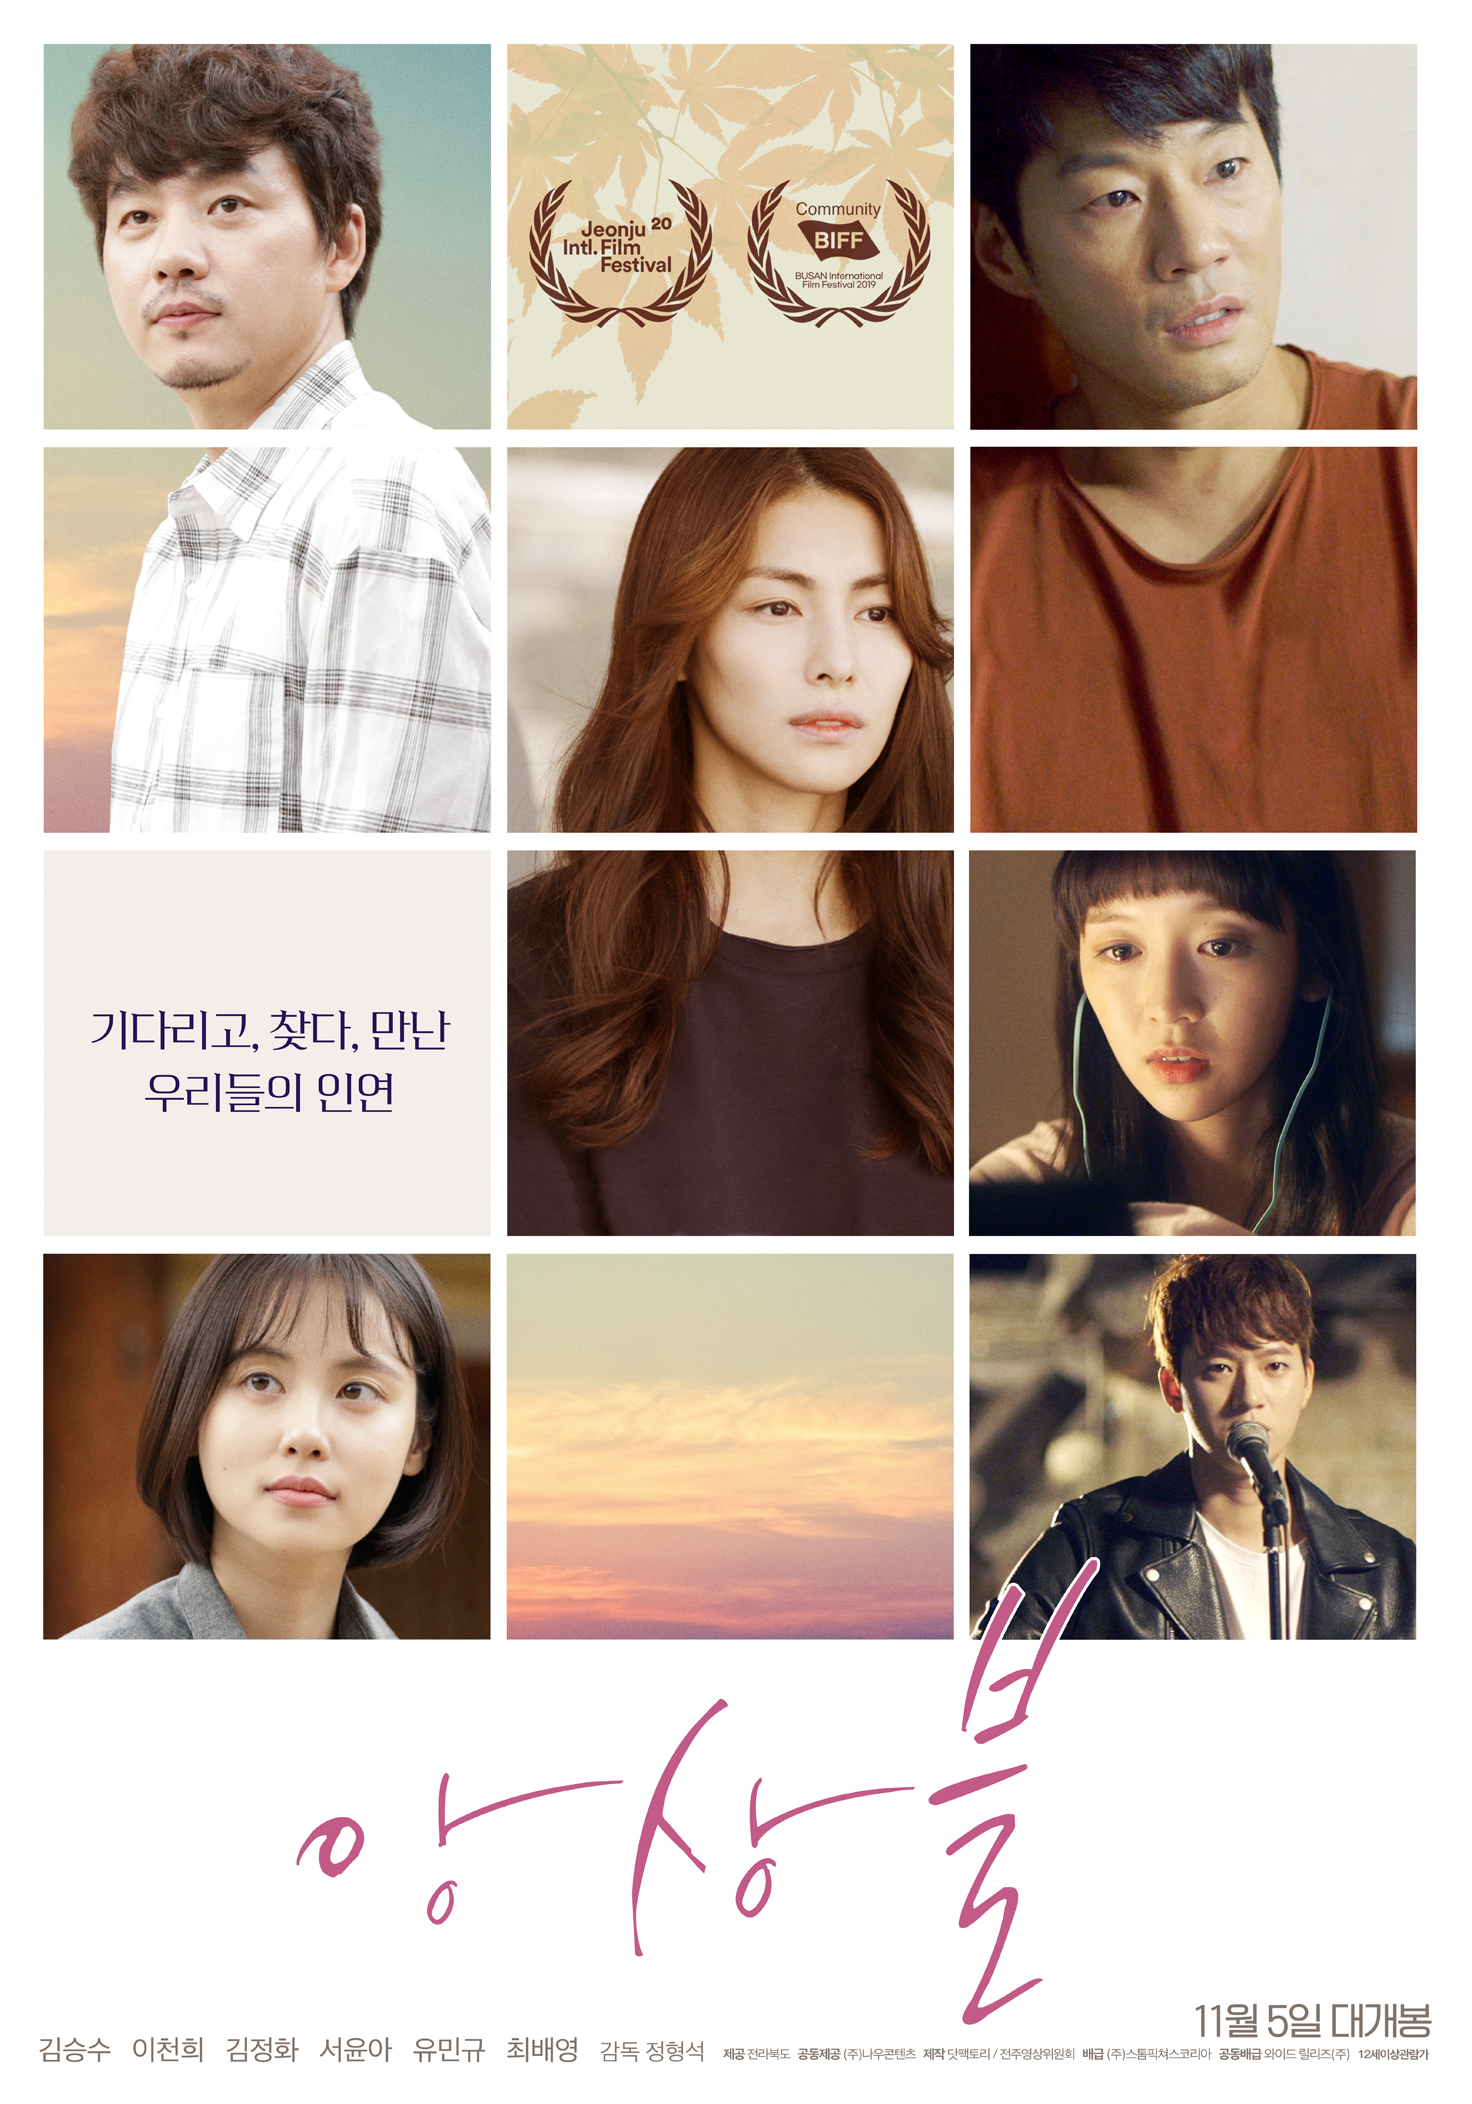 Jeonju 20
Intl. Film
Festival
Community
BIFF
BUSAN International
Film Festival 2019
기다리고, 찾다, 만난
우리들의 인연
앙상블
11월 5일 대개봉
김승수 이천희 김정화 서윤아 유민규 최배영 감독 정형석 제공 전라북도 공동제공 (주)나우콘텐츠 제작 닷팩토리 / 전주영상위원회 배급 (주)스톰픽쳐스코리아 공동배급 와이드 릴리즈(주) 12세이상관람가